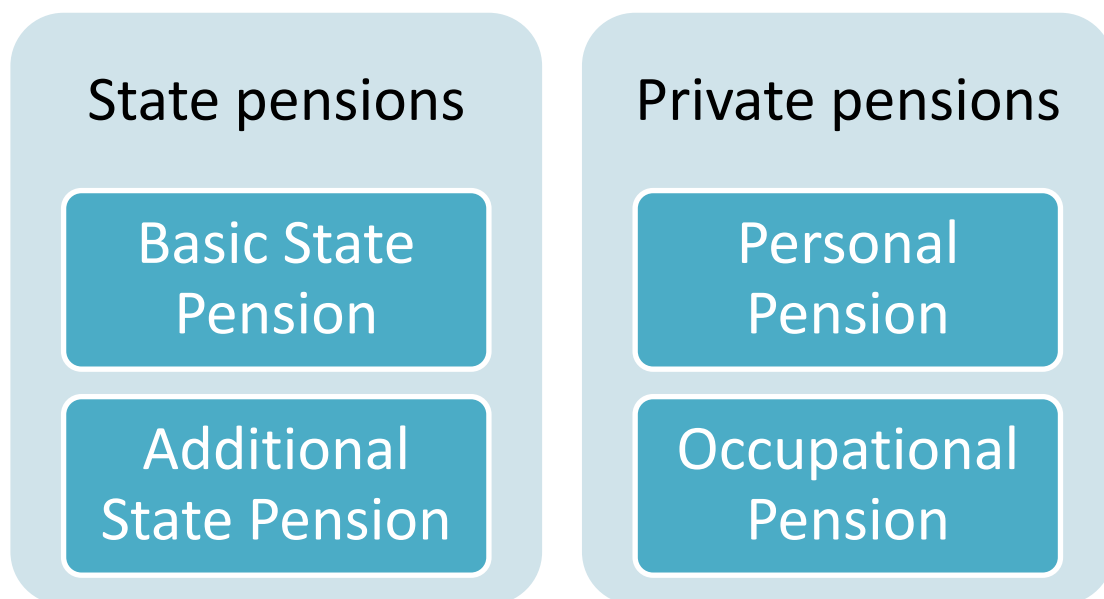 State pensions
Basic State
Pension
Additional
State Pension
Private pensions
Personal
Pension
Occupational
Pension